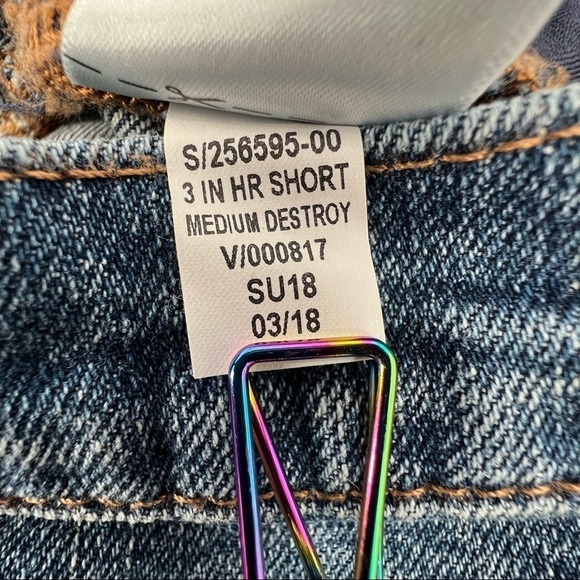 S/256595-00
3 IN HR SHORT
MEDIUM DESTROY
V/000817
SU18
03/18